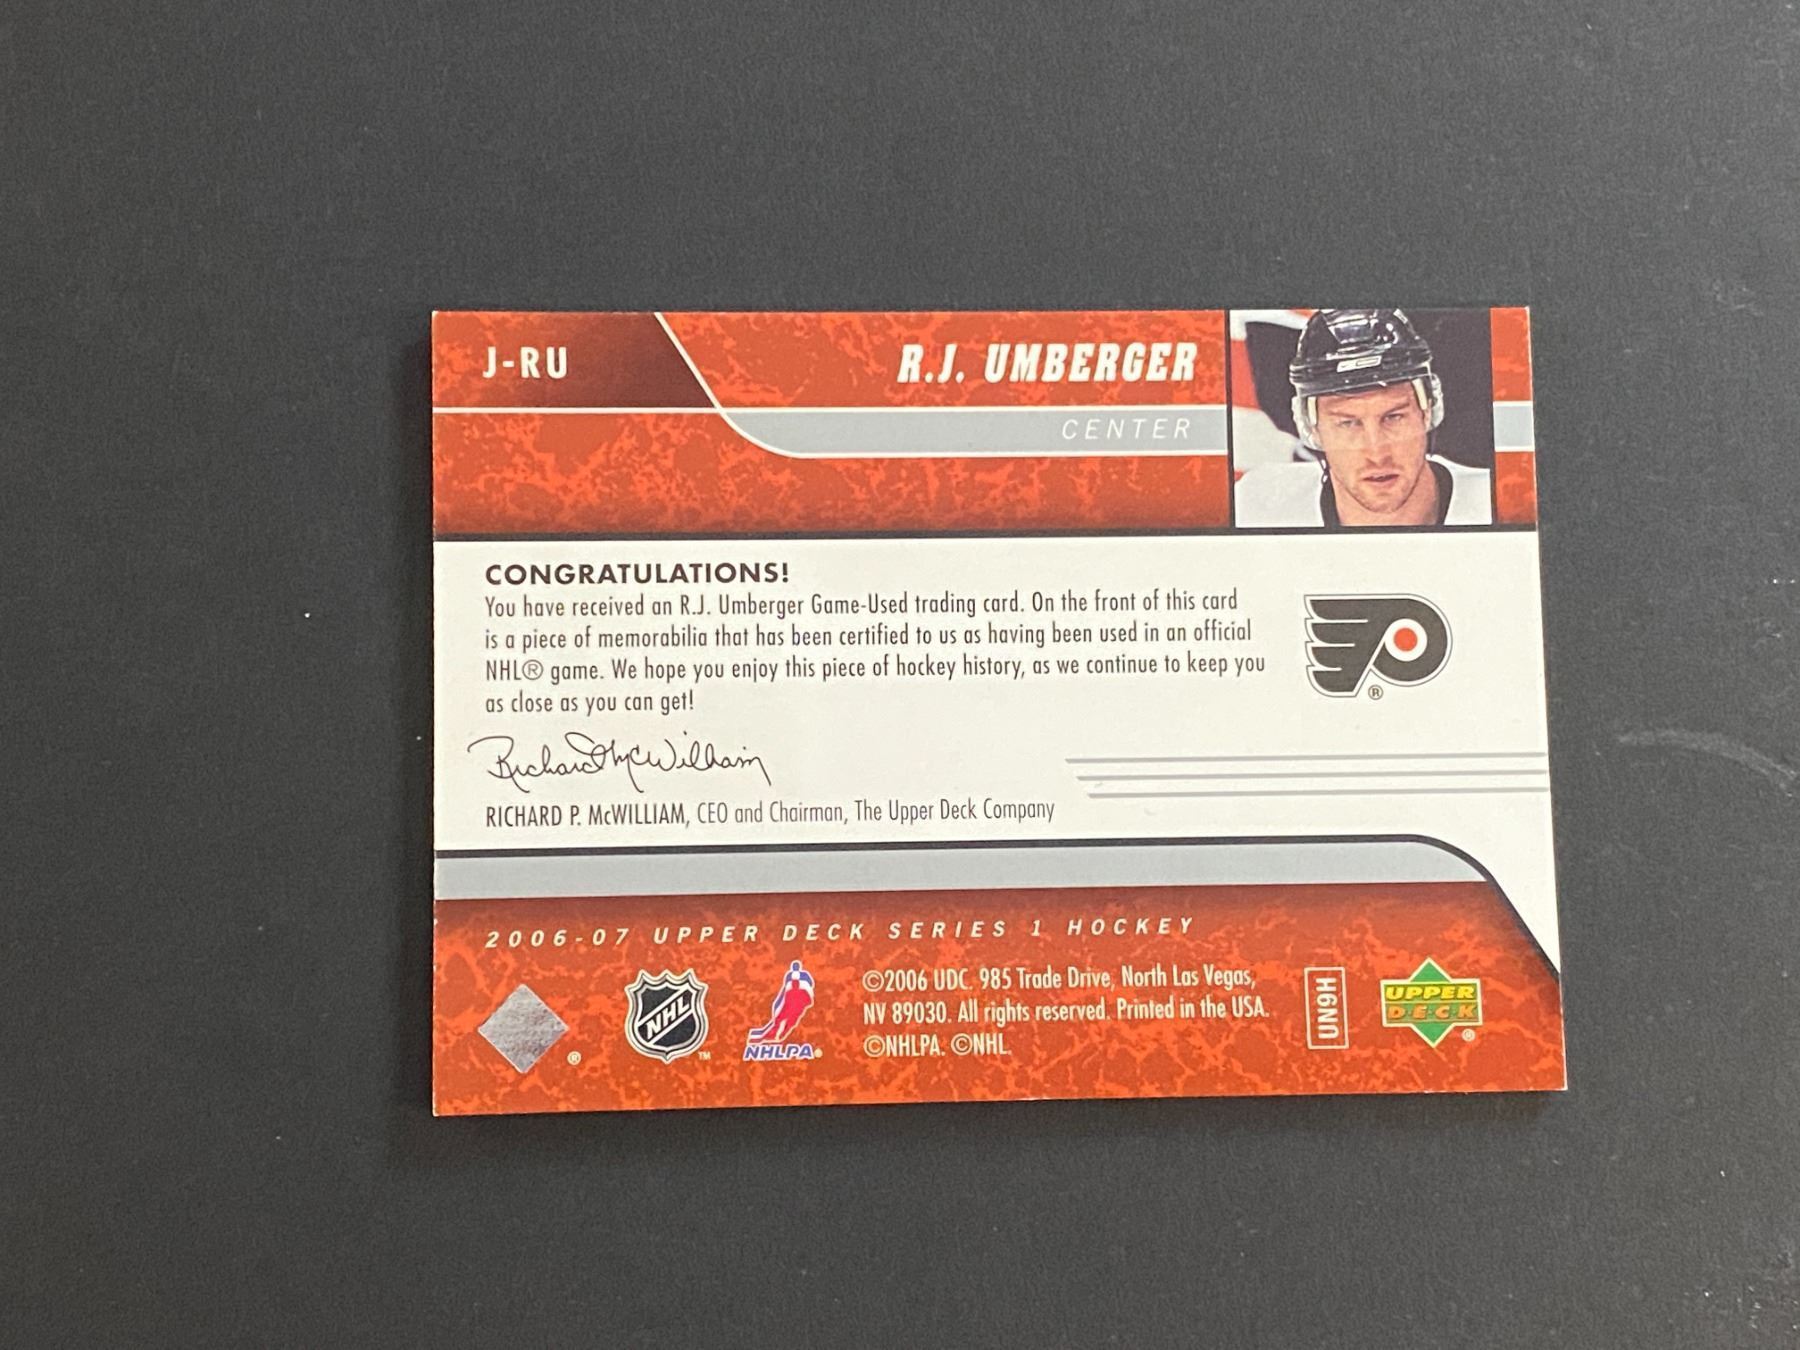 J-RU
R.J. UMBERGER
CENTER
CONGRATULATIONS!
You have received an R.J. Umberger Game-Used trading card. On the front of this card
is a piece of memorabilia that has been certified to us as having been used in an official
NHL® game. We hope you enjoy this piece of hockey history, as we continue to keep you
as close as you can get!
®
Richard McWilliam
RICHARD P. McWILLIAM, CEO and Chairman, The Upper Deck Company
2006-07 UPPER DECK SERIES 1 HOCKEY
®
NHL
TM
NHLPA®
©2006 UDC. 985 Trade Drive, North Las Vegas,
NV 89030. All rights reserved. Printed in the USA.
©NHLPA. ©NHL.
UN9H
UPPER
DECK
®